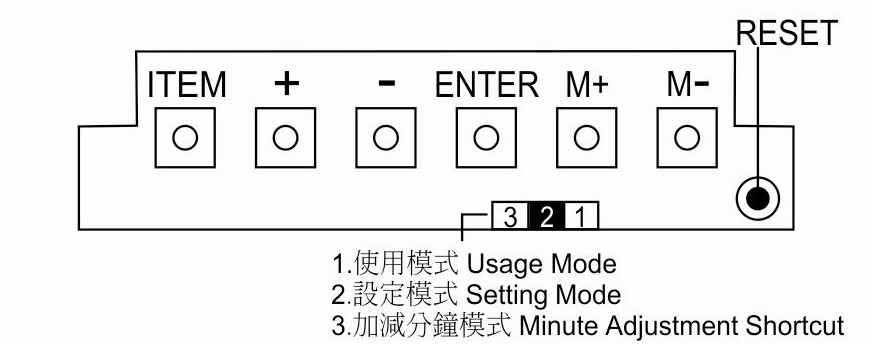 RESET
ITEM + - ENTER M+ M-
3 2 1
1.使用模式 Usage Mode
2.設定模式 Setting Mode
3.加減分鐘模式 Minute Adjustment Shortcut